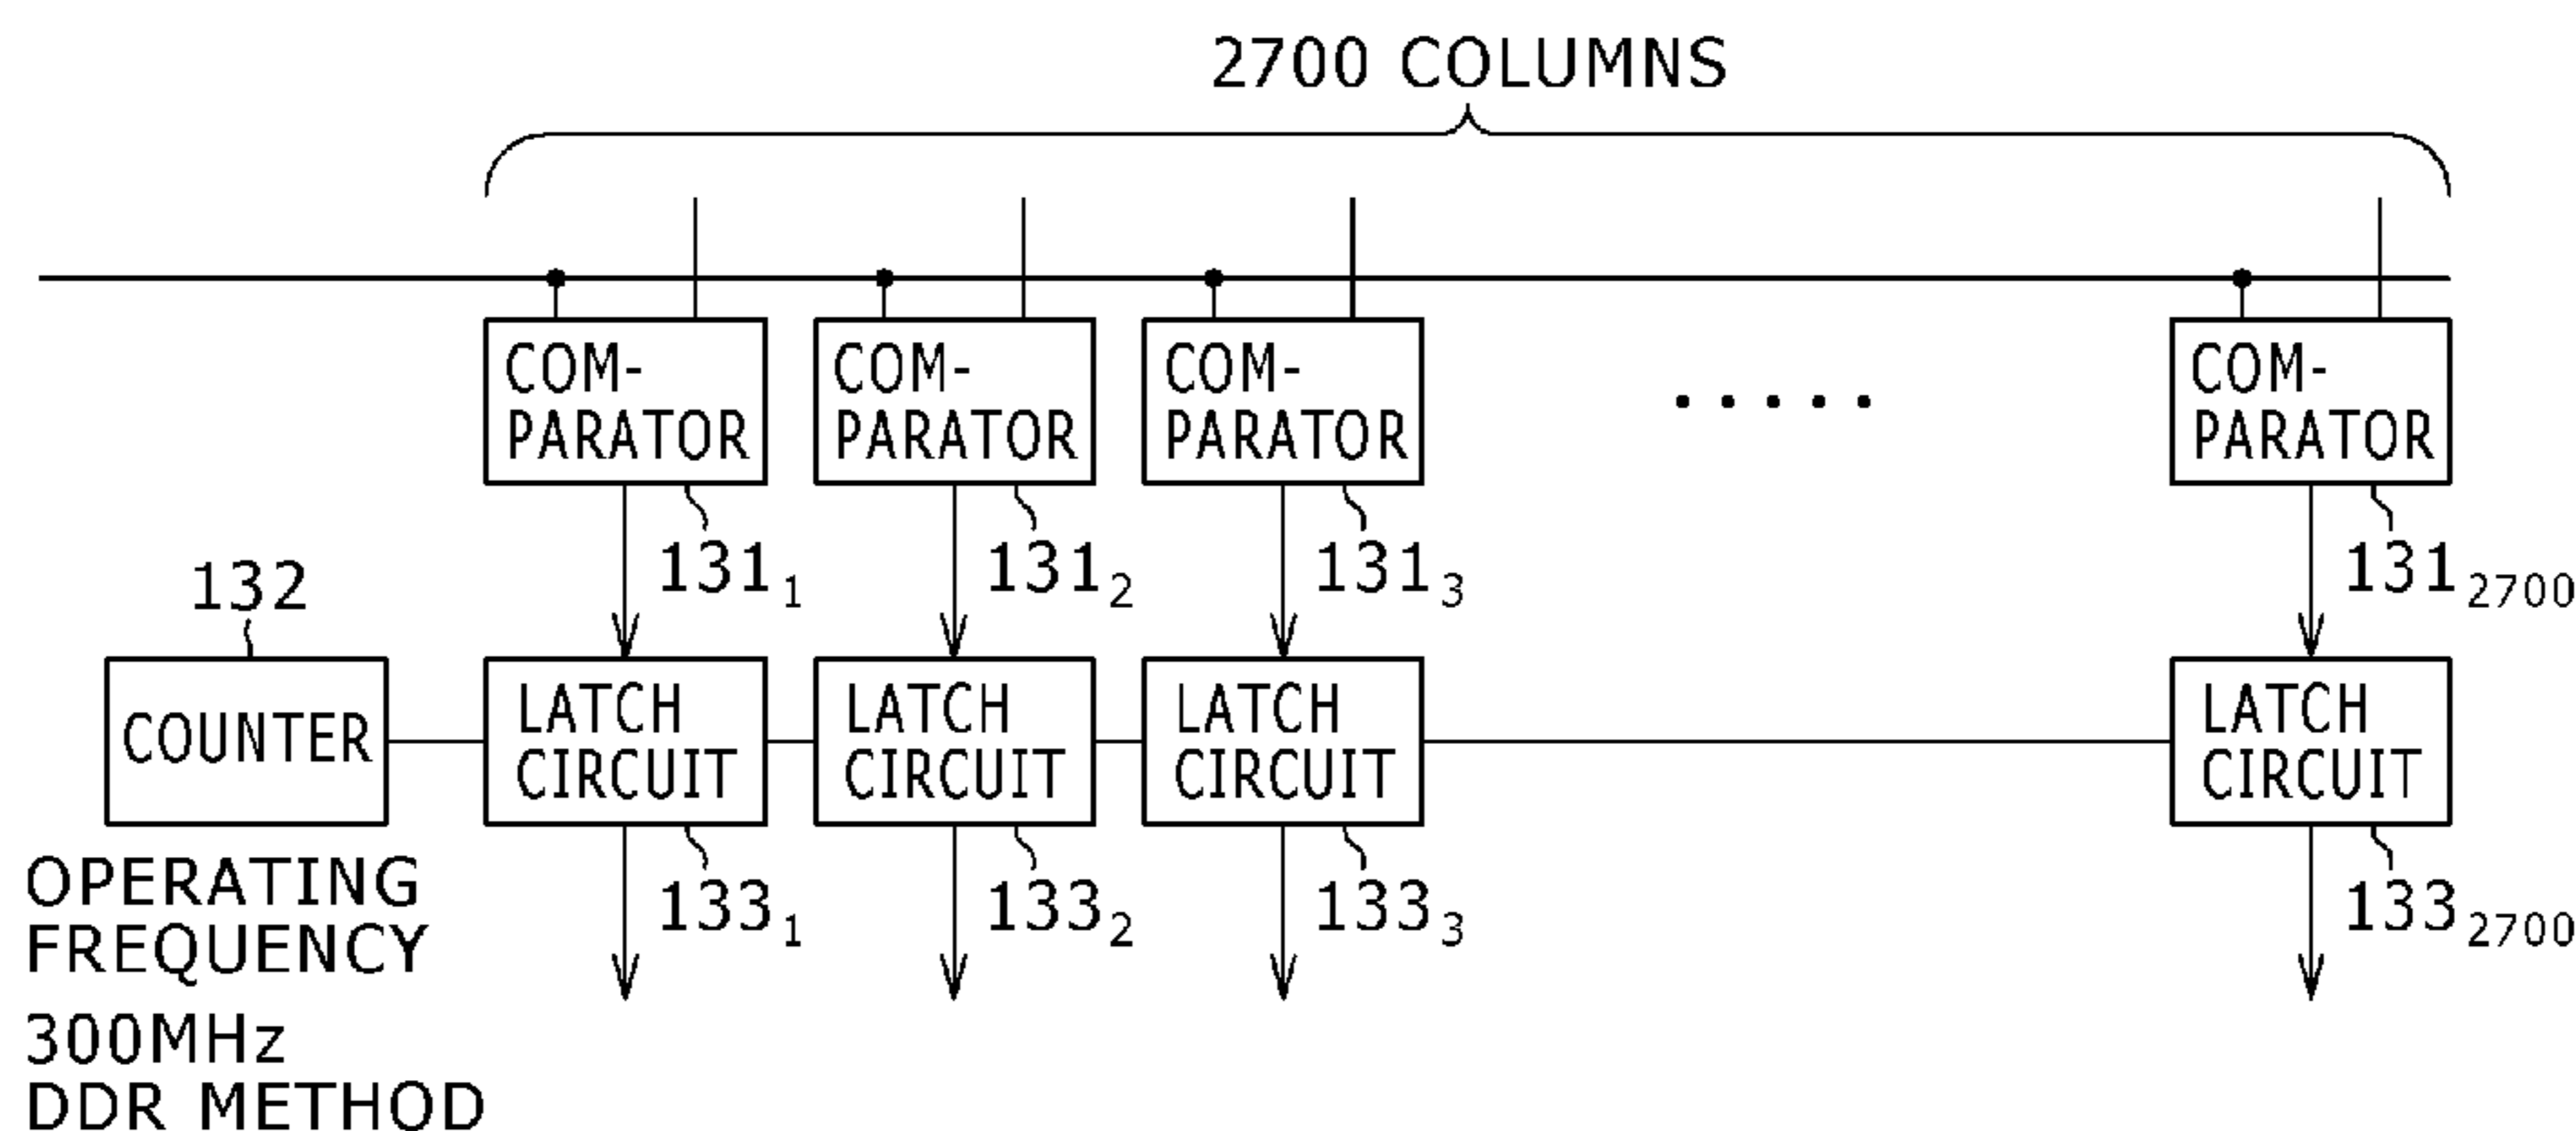 2700 COLUMNS
COM-
PARATOR
COM-
PARATOR
COM-
PARATOR
COM-
PARATOR
131₁
131₂
131₃
131₂₇₀₀
132
COUNTER
LATCH
CIRCUIT
LATCH
CIRCUIT
LATCH
CIRCUIT
LATCH
CIRCUIT
133₁
133₂
133₃
133₂₇₀₀
OPERATING
FREQUENCY
300MHz
DDR METHOD